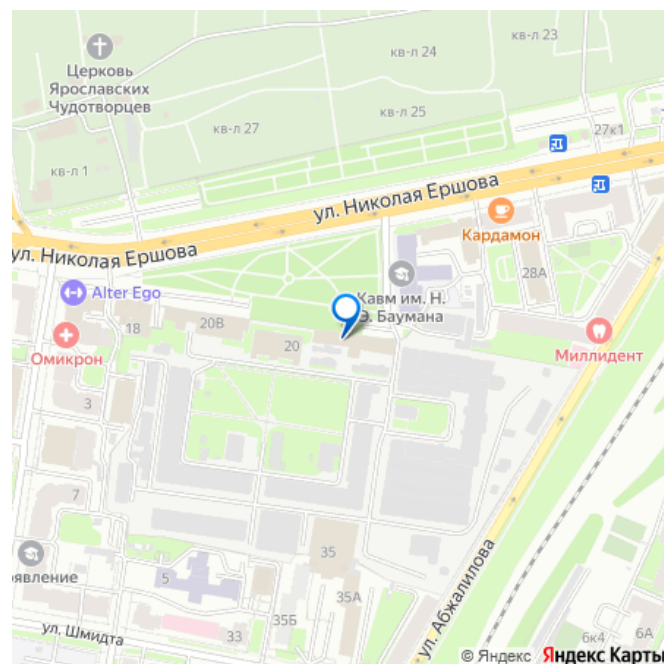 кв-л 23
кв-л 24
Церковь
Ярославских
Чудотворцев
кв-л 25
кв-л 27
27к1
кв-л 1
ул. Николая Ершова
Кардамон
ул. Николая Ершова
28А
Кавм им. Н.
Э. Баумана
Alter Ego
20В
18
20
Омикрон
Миллидент
3
7
35
явление
5
35А
35Б
33
ул. Шмидта
ул. Абжалилова
6к4
6А
© Яндекс Яндекс Карты